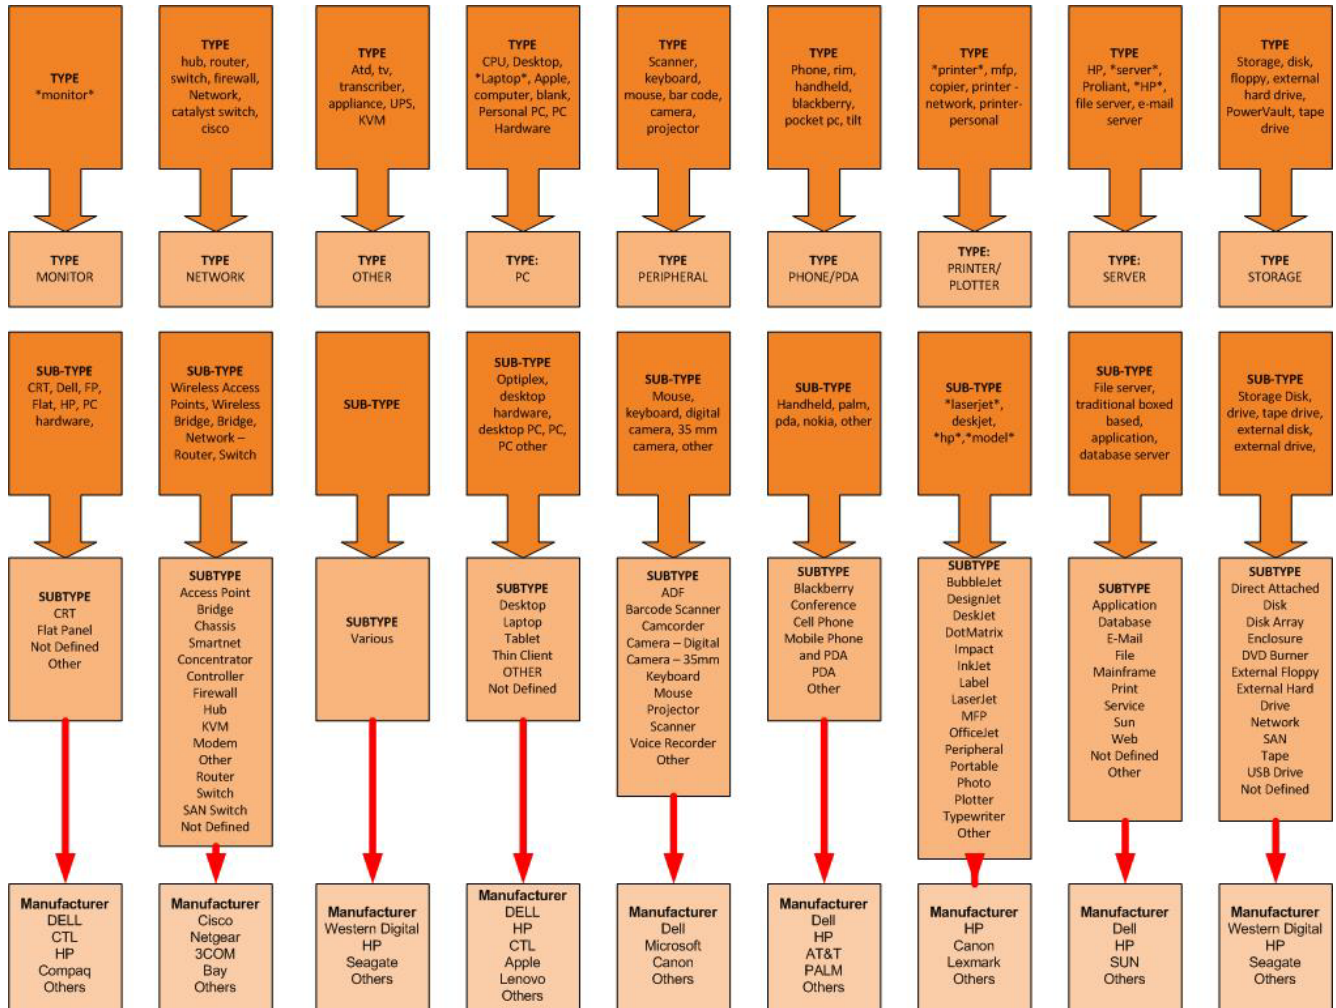 TYPE
*monitor*
TYPE
hub, router,
switch, firewall,
Network,
catalyst switch,
cisco
TYPE
Atd, tv,
transcriber,
appliance, UPS,
KVM
TYPE
CPU, Desktop,
*Laptop*, Apple,
computer, blank,
Personal PC, PC
Hardware
TYPE
Scanner,
keyboard,
mouse, bar code,
camera,
projector
TYPE
Phone, rim,
handheld,
blackberry,
pocket pc, tilt
TYPE
*printer*, mfp,
copier, printer -
network, printer-
personal
TYPE
HP, *server*,
Proliant, *HP*,
file server, e-mail
server
TYPE
Storage, disk,
floppy, external
hard drive,
PowerVault, tape
drive
TYPE
MONITOR
TYPE
NETWORK
TYPE
OTHER
TYPE:
PC
TYPE
PERIPHERAL
TYPE
PHONE/PDA
TYPE:
PRINTER/
PLOTTER
TYPE:
SERVER
TYPE
STORAGE
SUB-TYPE
CRT, Dell, FP,
Flat, HP, PC
hardware,
SUB-TYPE
Wireless Access
Points, Wireless
Bridge, Bridge,
Network –
Router, Switch
SUB-TYPE
SUB-TYPE
Optiplex,
desktop
hardware,
desktop PC, PC,
PC other
SUB-TYPE
Mouse,
keyboard, digital
camera, 35 mm
camera, other
SUB-TYPE
Handheld, palm,
pda, nokia, other
SUB-TYPE
*laserjet*,
deskjet,
*hp*,*model*
SUB-TYPE
File server,
traditional boxed
based,
application,
database server
SUB-TYPE
Storage Disk,
drive, tape drive,
external disk,
external drive,
SUBTYPE
CRT
Flat Panel
Not Defined
Other
SUBTYPE
Access Point
Bridge
Chassis
Smartnet
Concentrator
Controller
Firewall
Hub
KVM
Modem
Other
Router
Switch
SAN Switch
Not Defined
SUBTYPE
Various
SUBTYPE
Desktop
Laptop
Tablet
Thin Client
OTHER
Not Defined
SUBTYPE
ADF
Barcode Scanner
Camcorder
Camera – Digital
Camera – 35mm
Keyboard
Mouse
Projector
Scanner
Voice Recorder
Other
SUBTYPE
Blackberry
Conference
Cell Phone
Mobile Phone
and PDA
PDA
Other
SUBTYPE
BubbleJet
DesignJet
DeskJet
DotMatrix
Impact
InkJet
Label
LaserJet
MFP
OfficeJet
Peripheral
Portable
Photo
Plotter
Typewriter
Other
SUBTYPE
Application
Database
E-Mail
File
Mainframe
Print
Service
Sun
Web
Not Defined
Other
SUBTYPE
Direct Attached
Disk
Disk Array
Enclosure
DVD Burner
External Floppy
External Hard
Drive
Network
SAN
Tape
USB Drive
Not Defined
Manufacturer
DELL
CTL
HP
Compaq
Others
Manufacturer
Cisco
Netgear
3COM
Bay
Others
Manufacturer
Western Digital
HP
Seagate
Others
Manufacturer
DELL
HP
CTL
Apple
Lenovo
Others
Manufacturer
Dell
Microsoft
Canon
Others
Manufacturer
Dell
HP
AT&T
PALM
Others
Manufacturer
HP
Canon
Lexmark
Others
Manufacturer
Dell
HP
SUN
Others
Manufacturer
Western Digital
HP
Seagate
Others